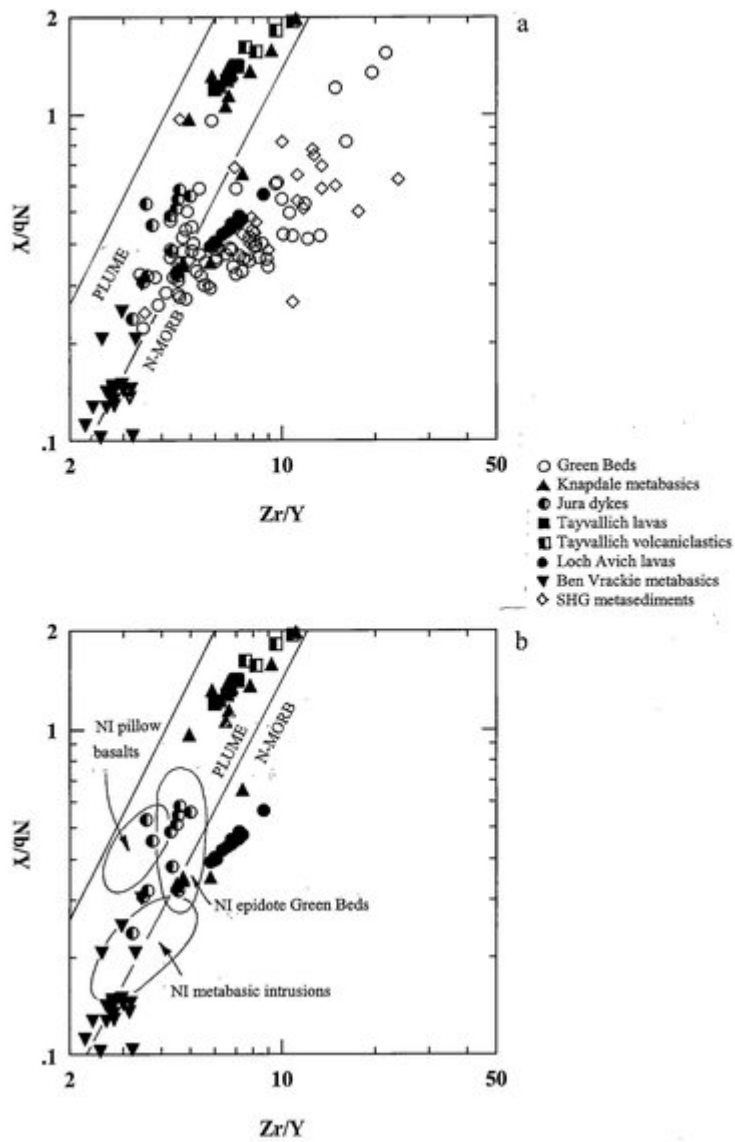 a
2
1
.1
Nb/Y
PLUME
N-MORB
2
10
50
Zr/Y
Green Beds
Knapdale metabasics
Jura dykes
Tayvallich lavas
Tayvallich volcaniclastics
Loch Avich lavas
Ben Vrackie metabasics
SHG metasediments
b
2
1
.1
Nb/Y
NI pillow
basalts
PLUME
N-MORB
NI epidote Green Beds
NI metabasic intrusions
2
10
50
Zr/Y